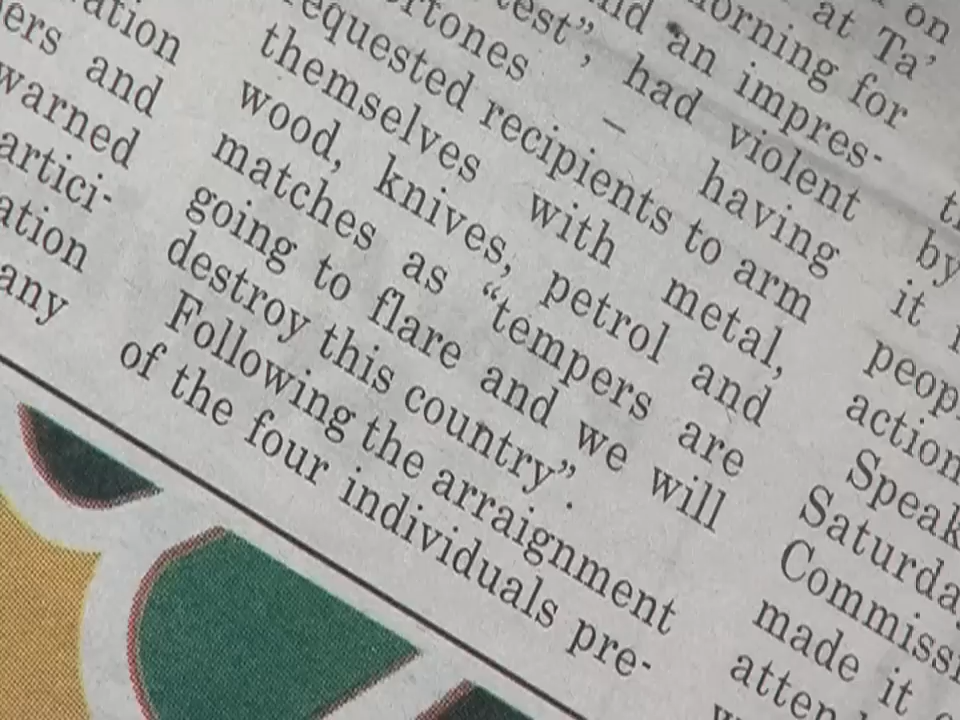 ation
ers and
warned
artici-
ation
any
on
at Ta’
orning for
nd an impres-
test”, had violent
ortones – having
requested recipients to arm
themselves with metal,
wood, knives, petrol and
matches as “tempers are
going to flare and we will
destroy this country”.
Following the arraignment
of the four individuals pre-
by
it
peop
action
Speak
Saturda
Commissi
made it
atten